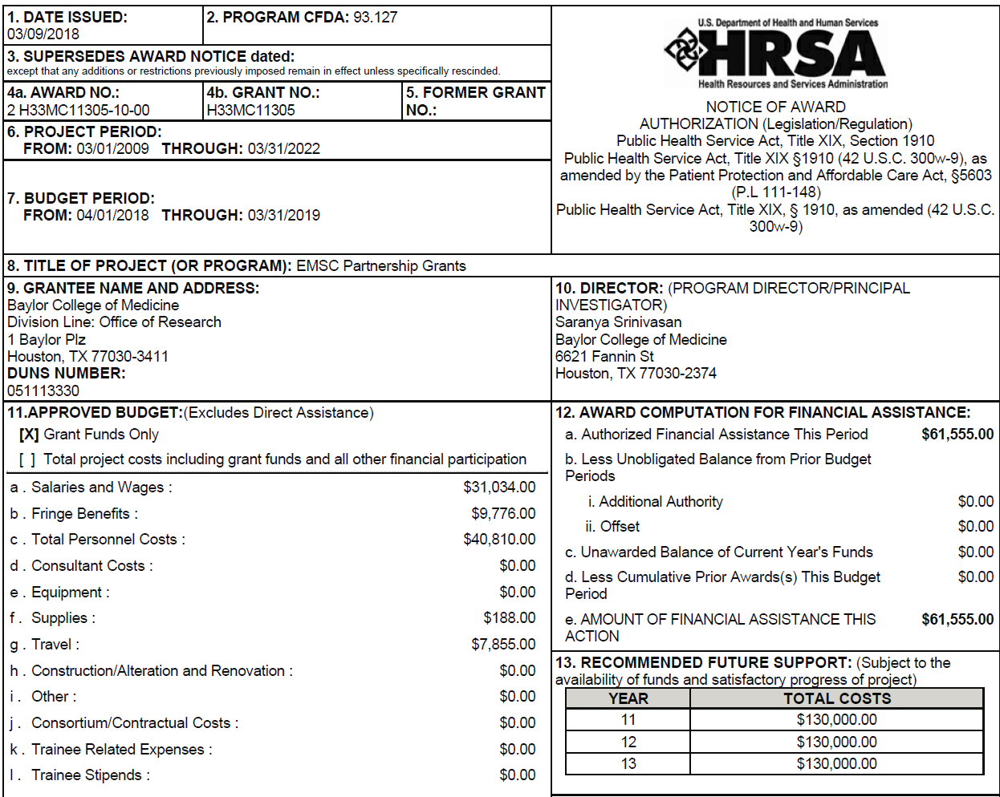 1. DATE ISSUED:
03/09/2018
2. PROGRAM CFDA: 93.127
3. SUPERSEDES AWARD NOTICE dated:
except that any additions or restrictions previously imposed remain in effect unless specifically rescinded.
4a. AWARD NO.:
2 H33MC11305-10-00
4b. GRANT NO.:
H33MC11305
5. FORMER GRANT
NO.:
6. PROJECT PERIOD:
FROM: 03/01/2009 THROUGH: 03/31/2022
7. BUDGET PERIOD:
FROM: 04/01/2018 THROUGH: 03/31/2019
U.S. Department of Health and Human Services
HRSA
Health Resources and Services Administration
NOTICE OF AWARD
AUTHORIZATION (Legislation/Regulation)
Public Health Service Act, Title XIX, Section 1910
Public Health Service Act, Title XIX §1910 (42 U.S.C. 300w-9), as
amended by the Patient Protection and Affordable Care Act, §5603
(P.L 111-148)
Public Health Service Act, Title XIX, § 1910, as amended (42 U.S.C.
300w-9)
8. TITLE OF PROJECT (OR PROGRAM): EMSC Partnership Grants
9. GRANTEE NAME AND ADDRESS:
Baylor College of Medicine
Division Line: Office of Research
1 Baylor Plz
Houston, TX 77030-3411
DUNS NUMBER:
051113330
10. DIRECTOR: (PROGRAM DIRECTOR/PRINCIPAL
INVESTIGATOR)
Saranya Srinivasan
Baylor College of Medicine
6621 Fannin St
Houston, TX 77030-2374
11.APPROVED BUDGET:(Excludes Direct Assistance)
[X] Grant Funds Only
[ ] Total project costs including grant funds and all other financial participation
a . Salaries and Wages : $31,034.00
b . Fringe Benefits : $9,776.00
c . Total Personnel Costs : $40,810.00
d . Consultant Costs : $0.00
e . Equipment : $0.00
f . Supplies : $188.00
g . Travel : $7,855.00
h . Construction/Alteration and Renovation : $0.00
i . Other : $0.00
j . Consortium/Contractual Costs : $0.00
k . Trainee Related Expenses : $0.00
l . Trainee Stipends : $0.00
12. AWARD COMPUTATION FOR FINANCIAL ASSISTANCE:
a. Authorized Financial Assistance This Period $61,555.00
b. Less Unobligated Balance from Prior Budget
Periods
i. Additional Authority $0.00
ii. Offset $0.00
c. Unawarded Balance of Current Year's Funds $0.00
d. Less Cumulative Prior Awards(s) This Budget $0.00
Period
e. AMOUNT OF FINANCIAL ASSISTANCE THIS $61,555.00
ACTION
13. RECOMMENDED FUTURE SUPPORT: (Subject to the
availability of funds and satisfactory progress of project)
YEAR TOTAL COSTS
11 $130,000.00
12 $130,000.00
13 $130,000.00